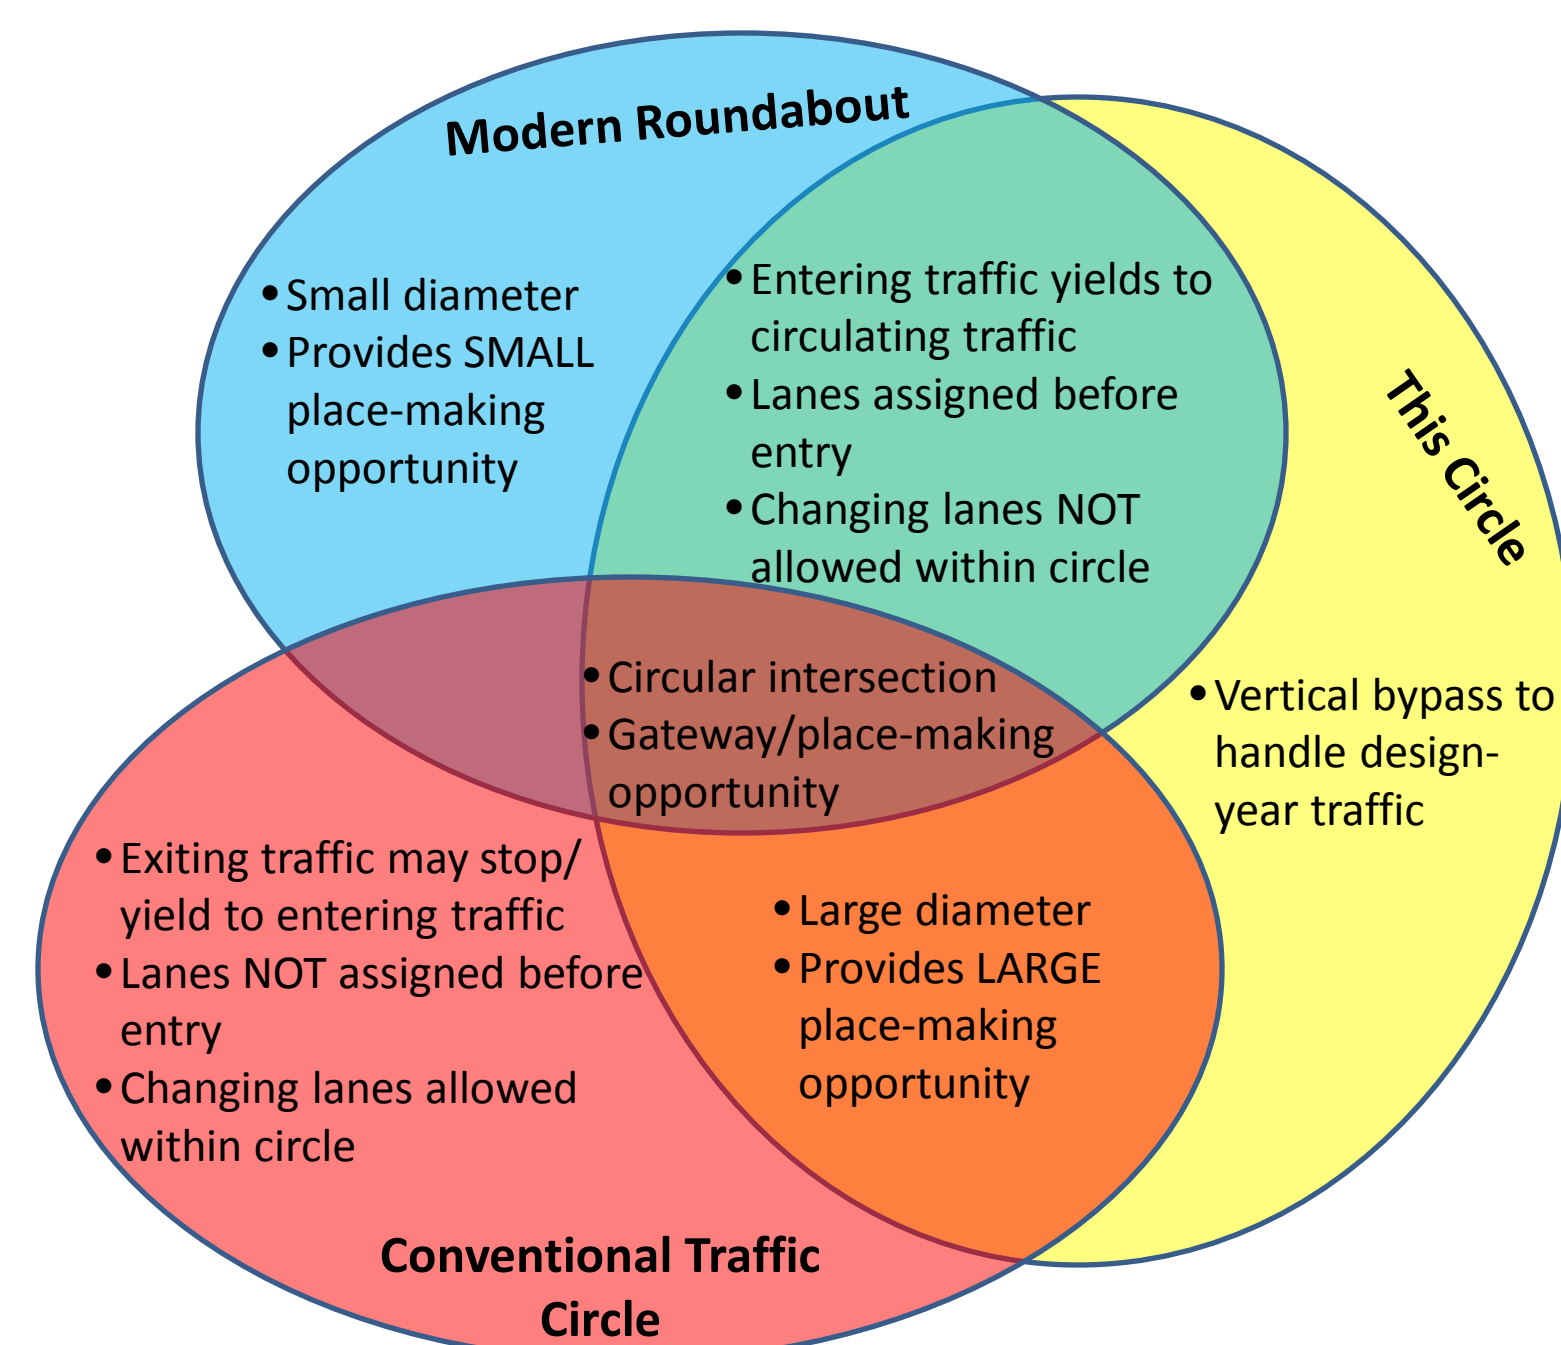 Modern Roundabout
• Small diameter
• Provides SMALL
place-making
opportunity
• Entering traffic yields to
circulating traffic
• Lanes assigned before
entry
• Changing lanes NOT
allowed within circle
This Circle
• Circular intersection
• Gateway/place-making
opportunity
• Vertical bypass to
handle design-
year traffic
• Exiting traffic may stop/
yield to entering traffic
• Lanes NOT assigned before
entry
• Changing lanes allowed
within circle
• Large diameter
• Provides LARGE
place-making
opportunity
Conventional Traffic
Circle